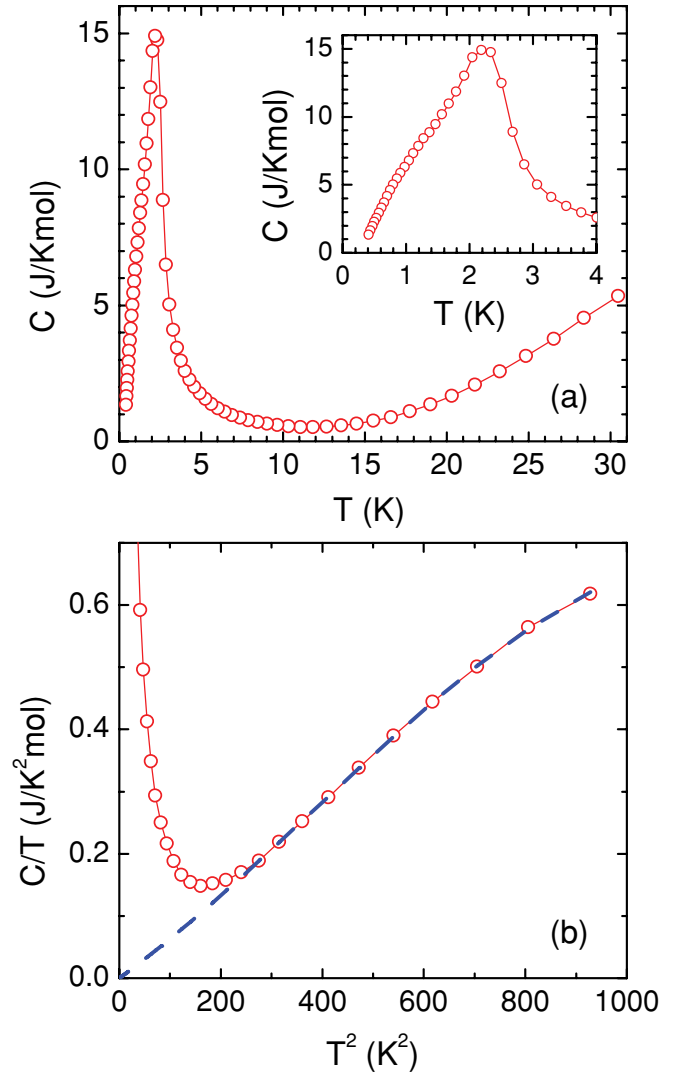 15
10
5
0
C (J/Kmol)
0 5 10 15 20 25 30
T (K)
(a)
15
10
5
0
C (J/Kmol)
0 1 2 3 4
T (K)
0.6
0.4
0.2
0.0
C/T (J/K²mol)
0 200 400 600 800 1000
T² (K²)
(b)